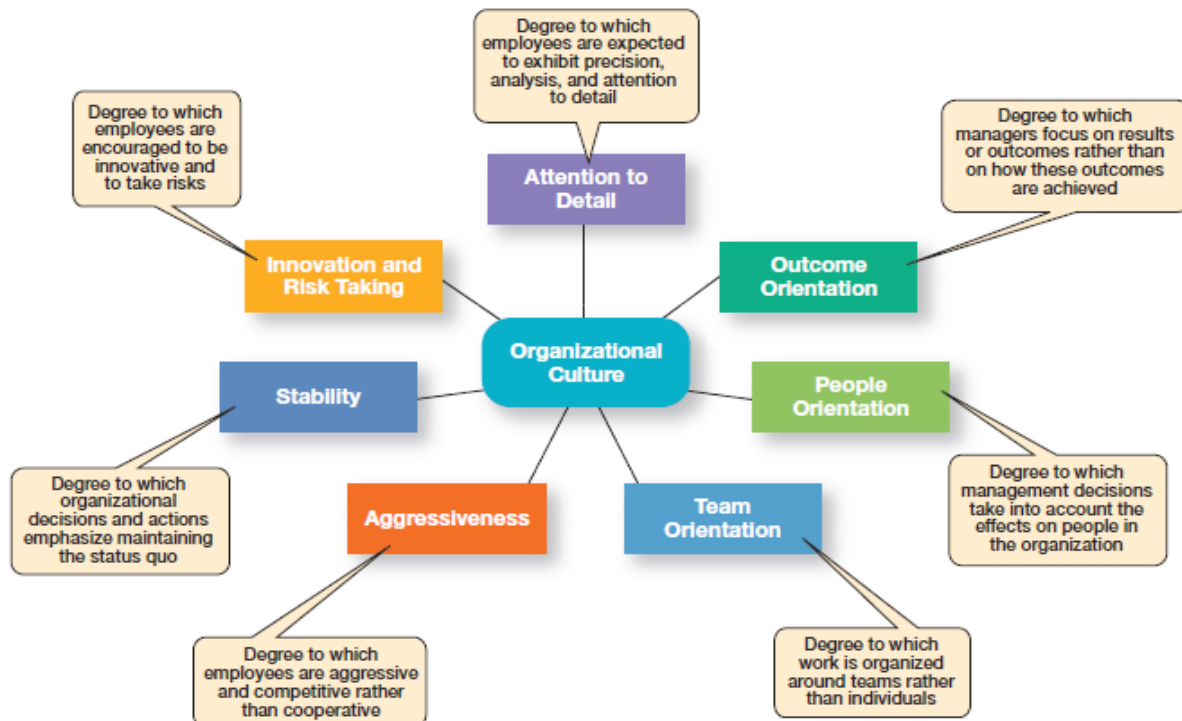 Degree to which
employees are expected
to exhibit precision,
analysis, and attention
to detail
Degree to which
employees are
encouraged to be
innovative and
to take risks
Degree to which
managers focus on results
or outcomes rather than
on how these outcomes
are achieved
Attention to
Detail
Innovation and
Risk Taking
Outcome
Orientation
Organizational
Culture
Stability
People
Orientation
Degree to which
organizational
decisions and actions
emphasize maintaining
the status quo
Aggressiveness
Team
Orientation
Degree to which
management decisions
take into account the
effects on people in
the organization
Degree to which
employees are aggressive
and competitive rather
than cooperative
Degree to which
work is organized
around teams rather
than individuals